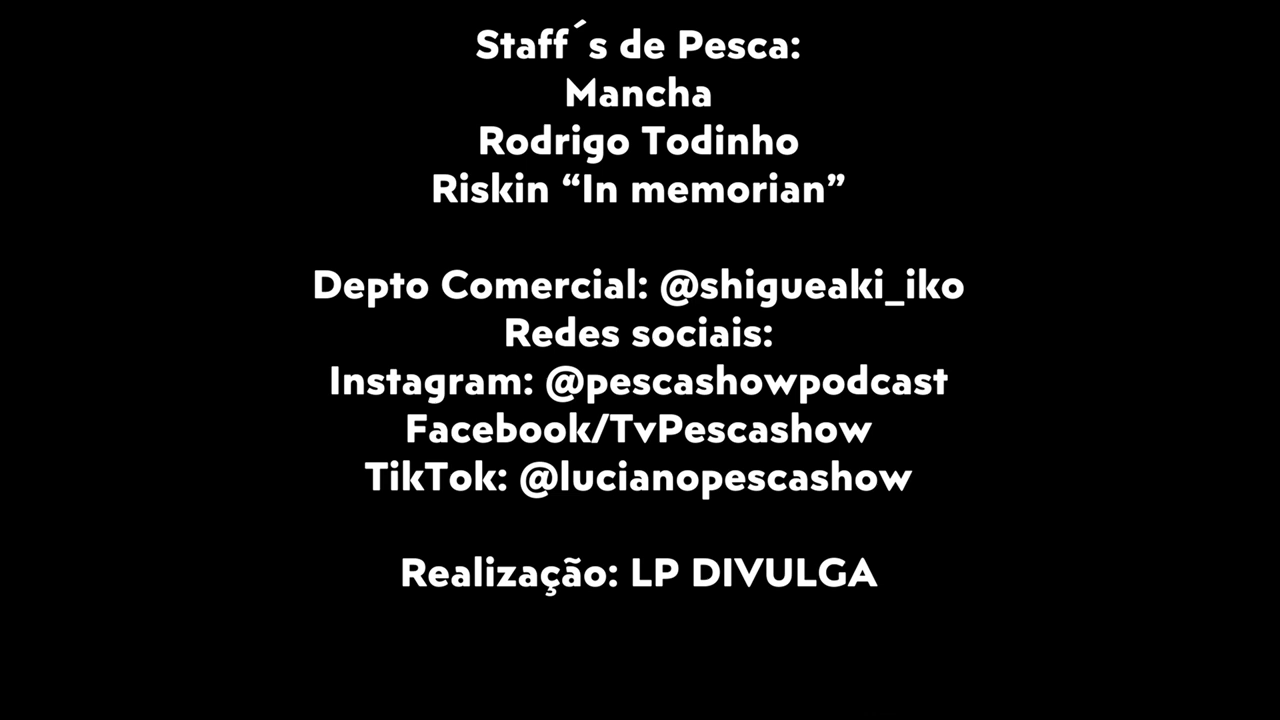 Staff´s de Pesca:
Mancha
Rodrigo Todinho
Riskin “In memorian”
Depto Comercial: @shigueaki_iko
Redes sociais:
Instagram: @pescashowpodcast
Facebook/TvPescashow
TikTok: @lucianopescashow
Realização: LP DIVULGA